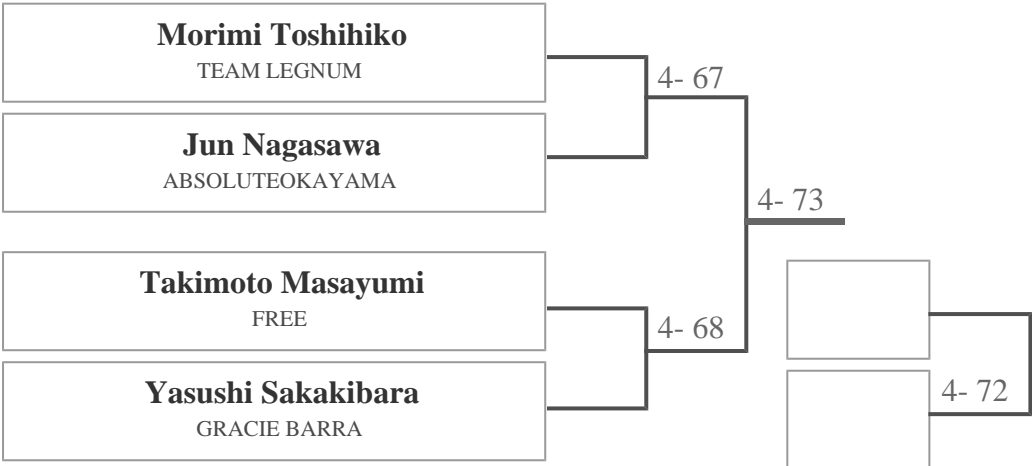 Morimi Toshihiko
TEAM LEGNUM
4- 67
Jun Nagasawa
ABSOLUTEOKAYAMA
4- 73
Takimoto Masayumi
FREE
4- 68
Yasushi Sakakibara
GRACIE BARRA
4- 72